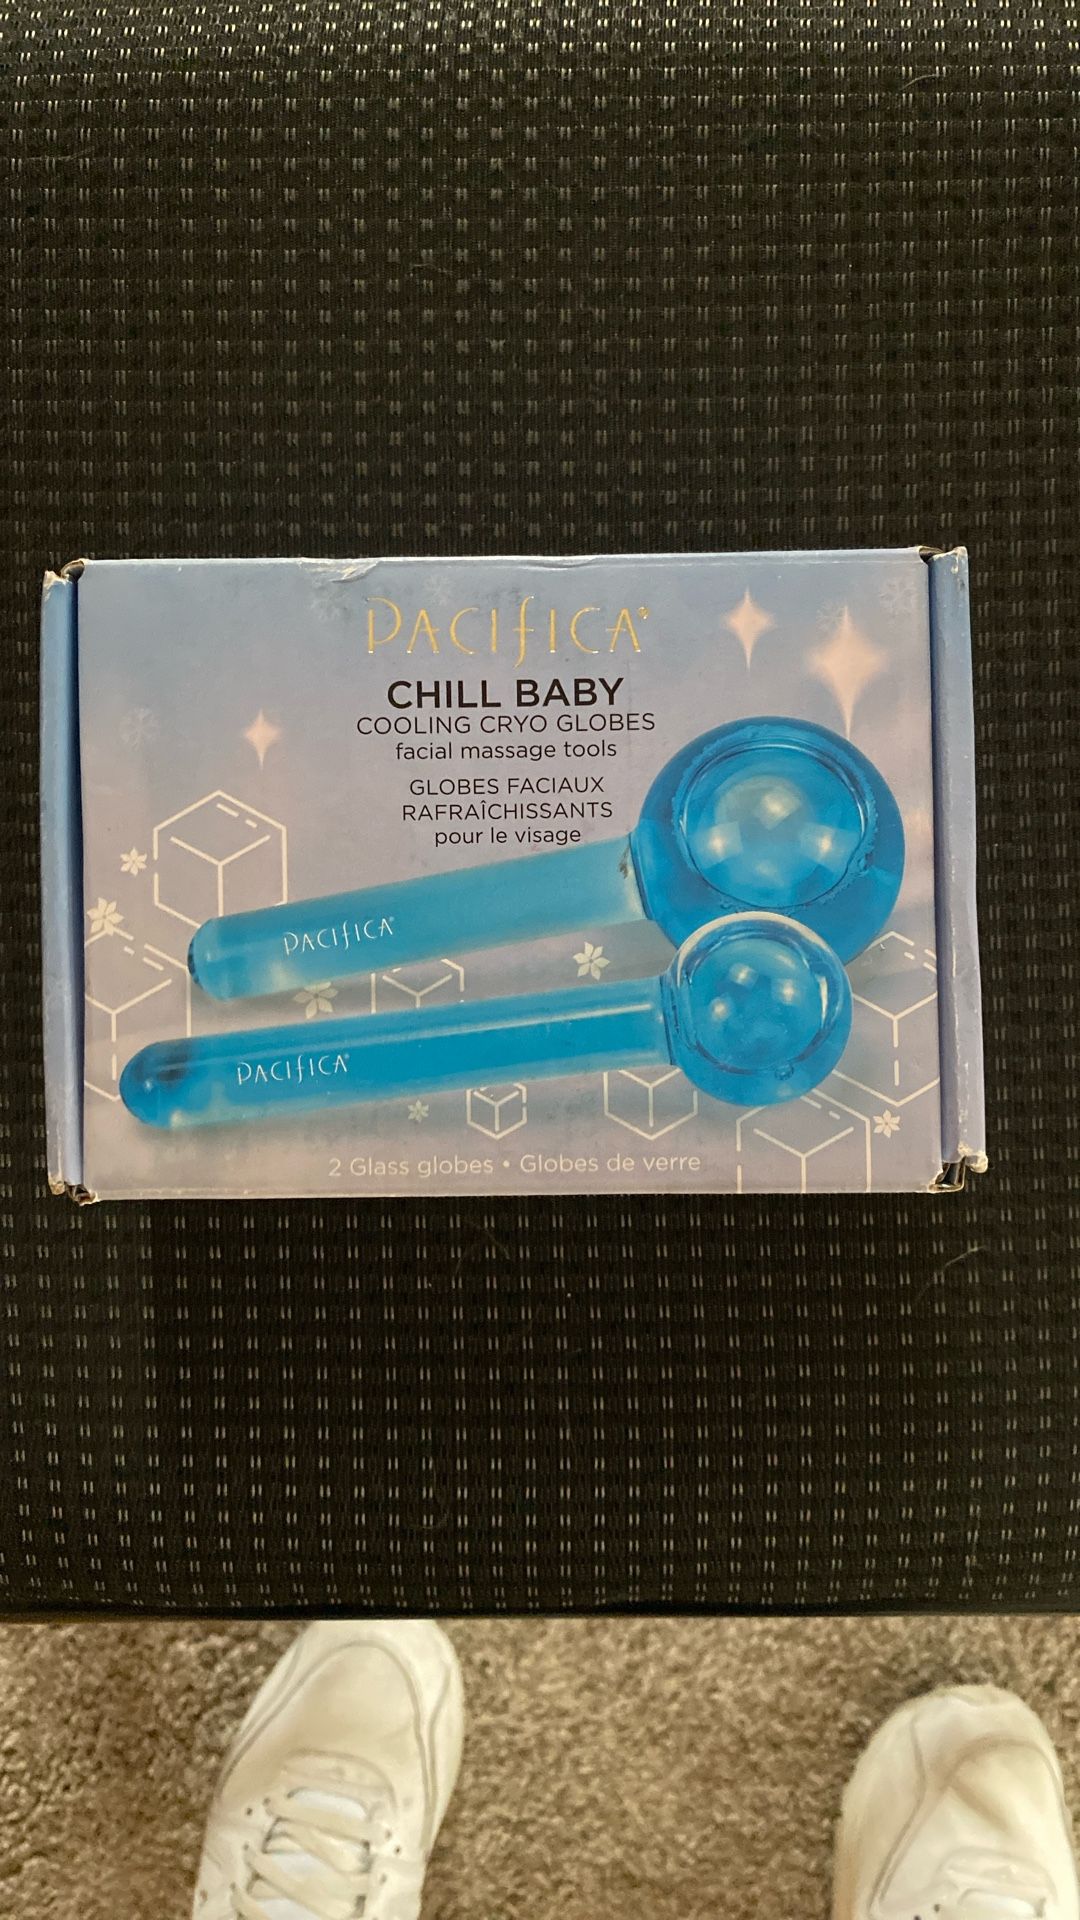 PACIFICA®
CHILL BABY
COOLING CRYO GLOBES
facial massage tools
GLOBES FACIAUX
RAFRAÎCHISSANTS
pour le visage
PACIFICA®
PACIFICA®
2 Glass globes • Globes de verre